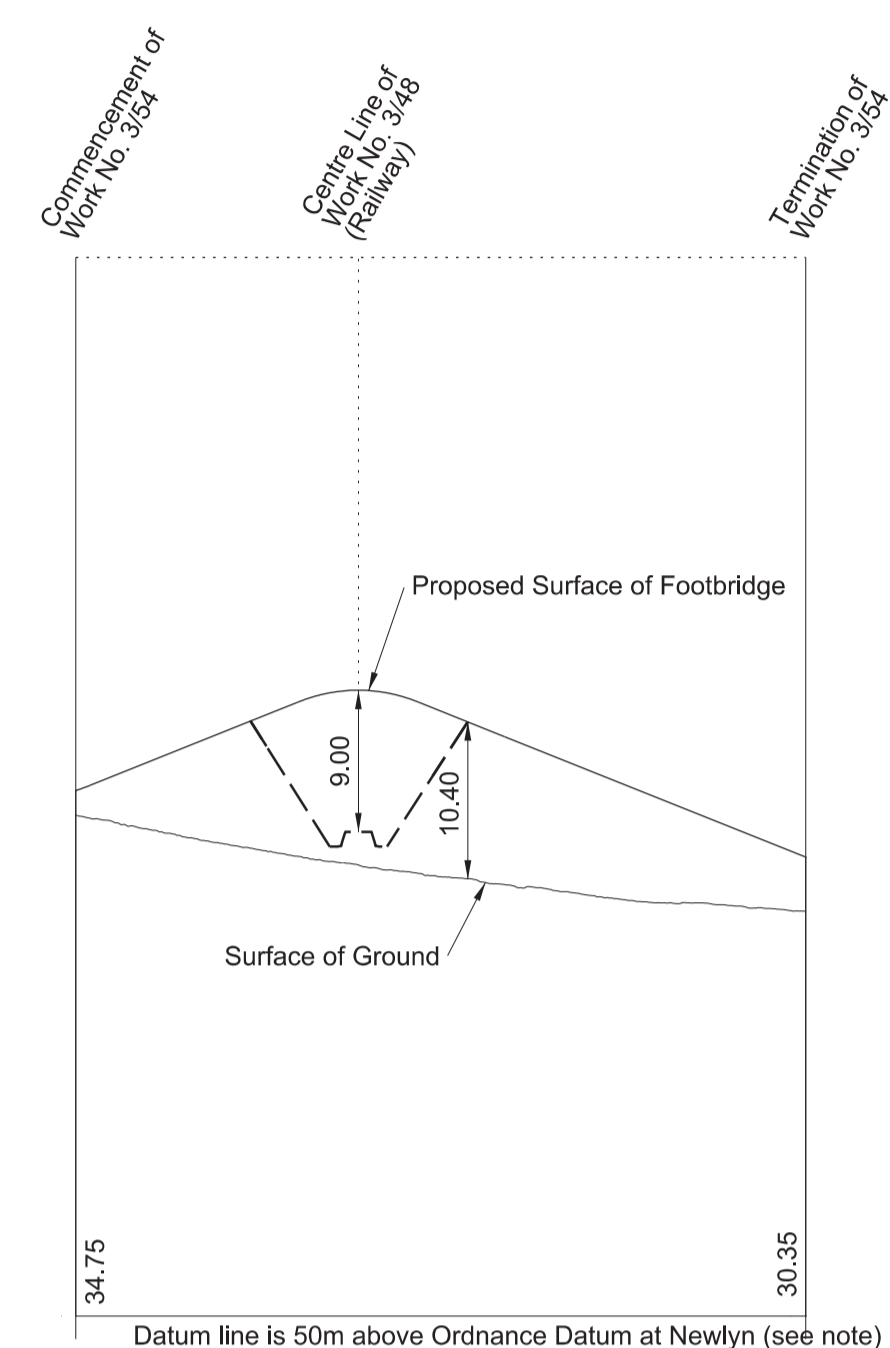 Commencement of
Work No. 3/54
Centre Line of
Work No. 3/48
(Railway)
Termination of
Work No. 3/54
Proposed Surface of Footbridge
9.00
10.40
Surface of Ground
34.75
30.35
Datum line is 50m above Ordnance Datum at Newlyn (see note)